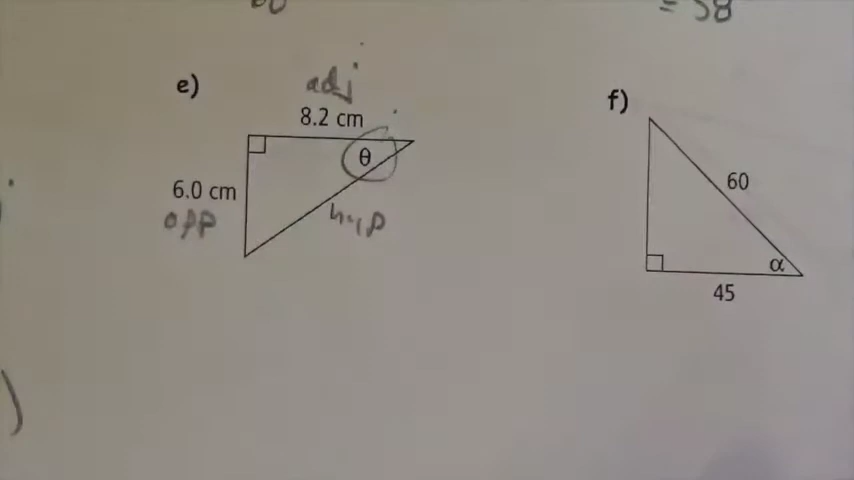 = 58
e)
adj
8.2 cm
θ
6.0 cm
opp
hyp
f)
60
α
45
)